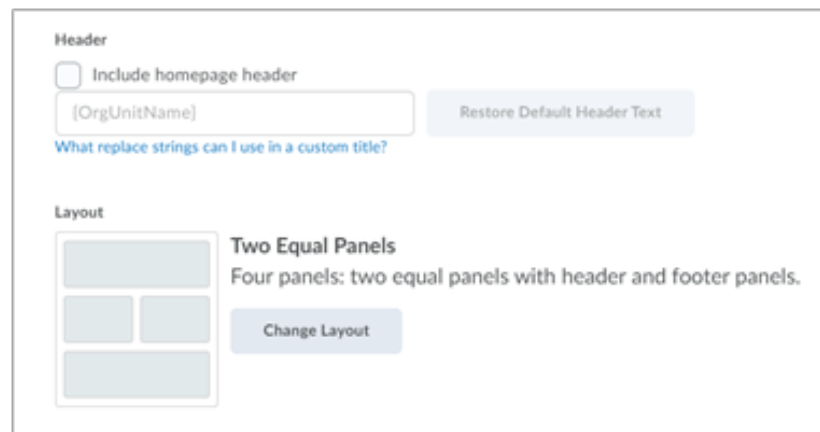 Header
Include homepage header
{OrgUnitName}
Restore Default Header Text
What replace strings can I use in a custom title?
Layout
Two Equal Panels
Four panels: two equal panels with header and footer panels.
Change Layout